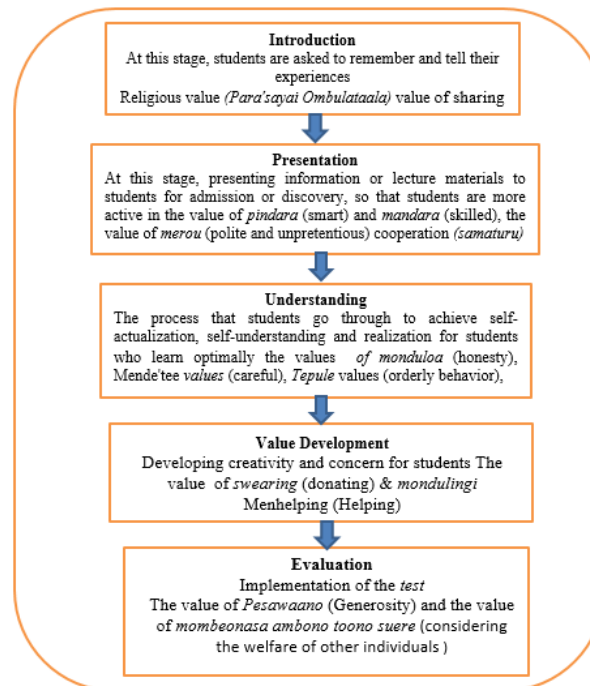 Introduction
At this stage, students are asked to remember and tell their
experiences
Religious value (Para'sayai Ombulataala) value of sharing
Presentation
At this stage, presenting information or lecture materials to
students for admission or discovery, so that students are more
active in the value of pindara (smart) and mandara (skilled), the
value of merou (polite and unpretentious) cooperation (samaturu)
Understanding
The process that students go through to achieve self-
actualization, self-understanding and realization for students
who learn optimally the values of monduloa (honesty),
Mende'tee values (careful), Tepule values (orderly behavior),
Value Development
Developing creativity and concern for students The
value of swearing (donating) & mondulingi
Menhelping (Helping)
Evaluation
Implementation of the test
The value of Pesawaano (Generosity) and the value
of mombeonasa ambono toono suere (considering
the welfare of other individuals )